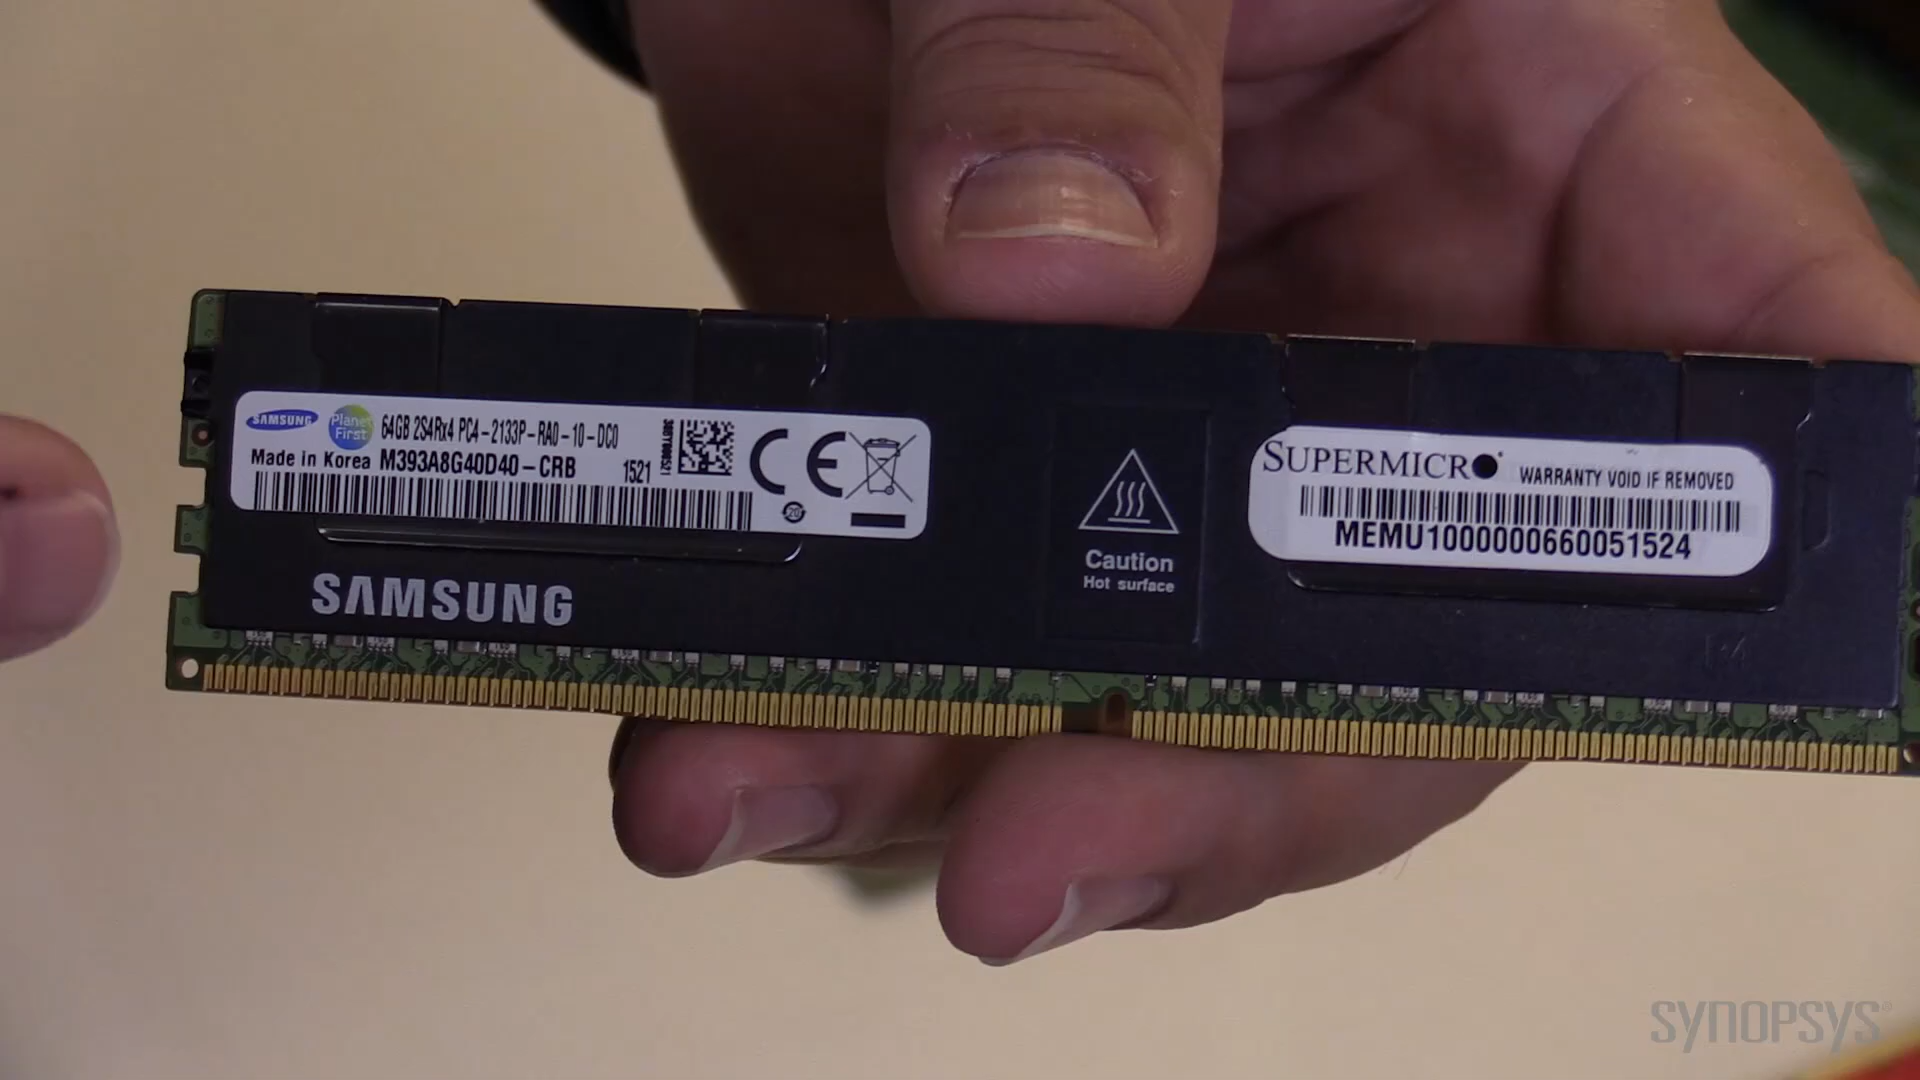 SAMSUNG
Planet First
64GB 2S4Rx4 PC4-2133P-RA0-10-DC0
Made in Korea M393A8G40D40-CRB 1521
CE
20
SAMSUNG
Caution
Hot surface
SUPERMICRO
WARRANTY VOID IF REMOVED
MEMU1000000660051524
SYNOPSYS